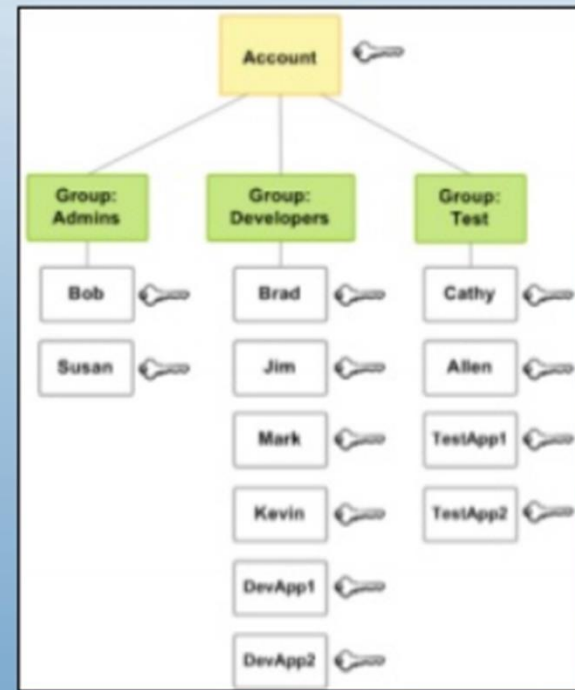 Account
Group:
Admins
Group:
Developers
Group:
Test
Bob
Brad
Cathy
Susan
Jim
Allen
Mark
TestApp1
Kevin
TestApp2
DevApp1
DevApp2